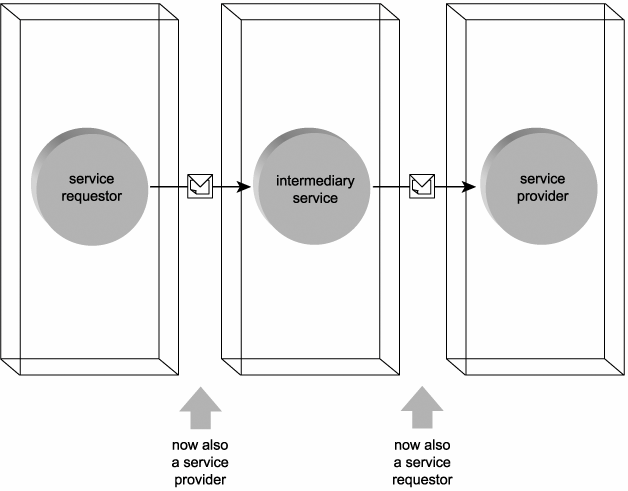 service
requestor
intermediary
service
service
provider
now also
a service
provider
now also
a service
requestor